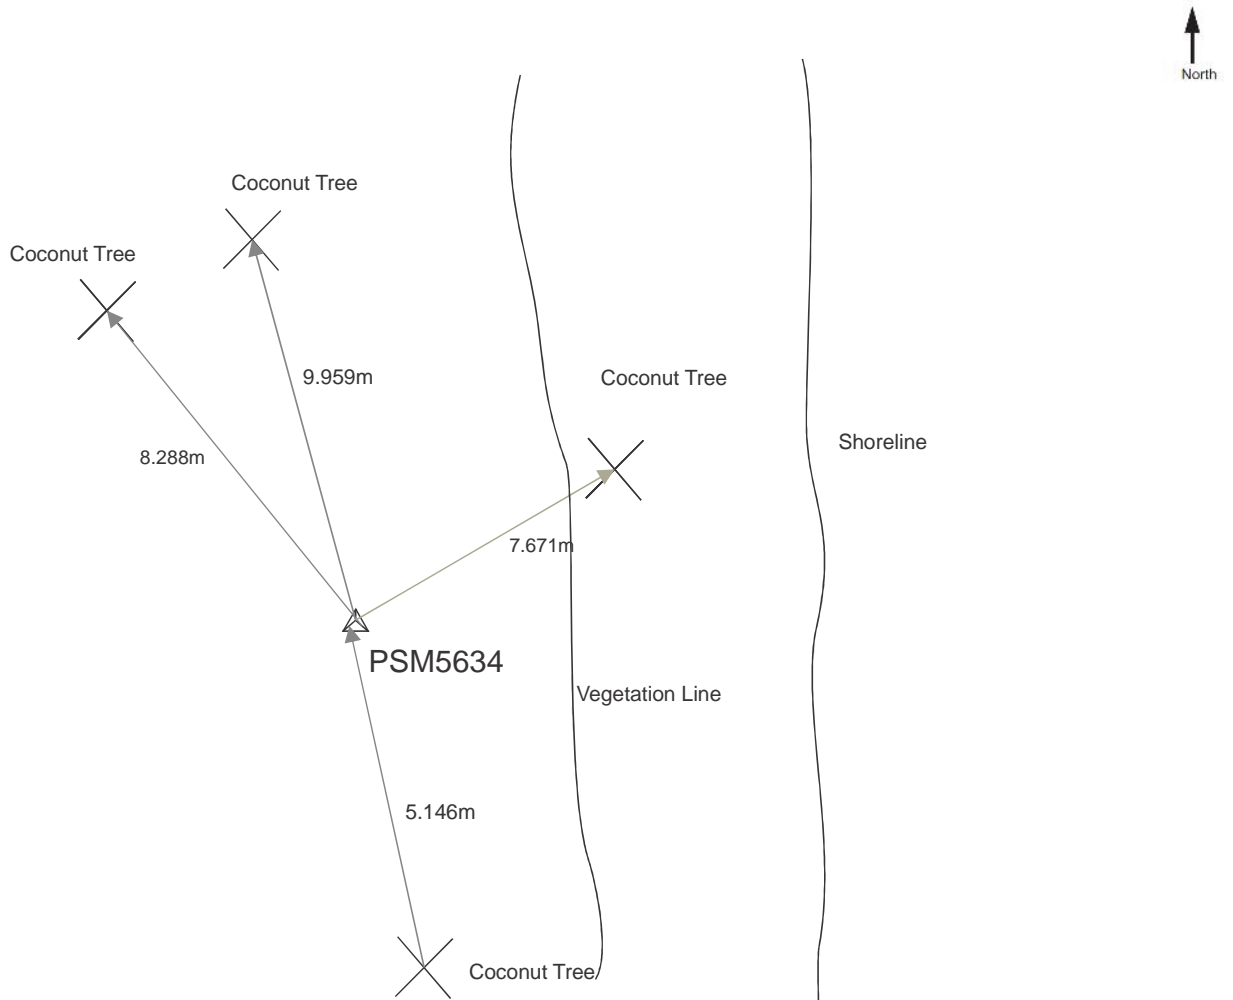 North
Coconut Tree
Coconut Tree
9.959m
Coconut Tree
Shoreline
8.288m
7.671m
PSM5634
Vegetation Line
5.146m
Coconut Tree